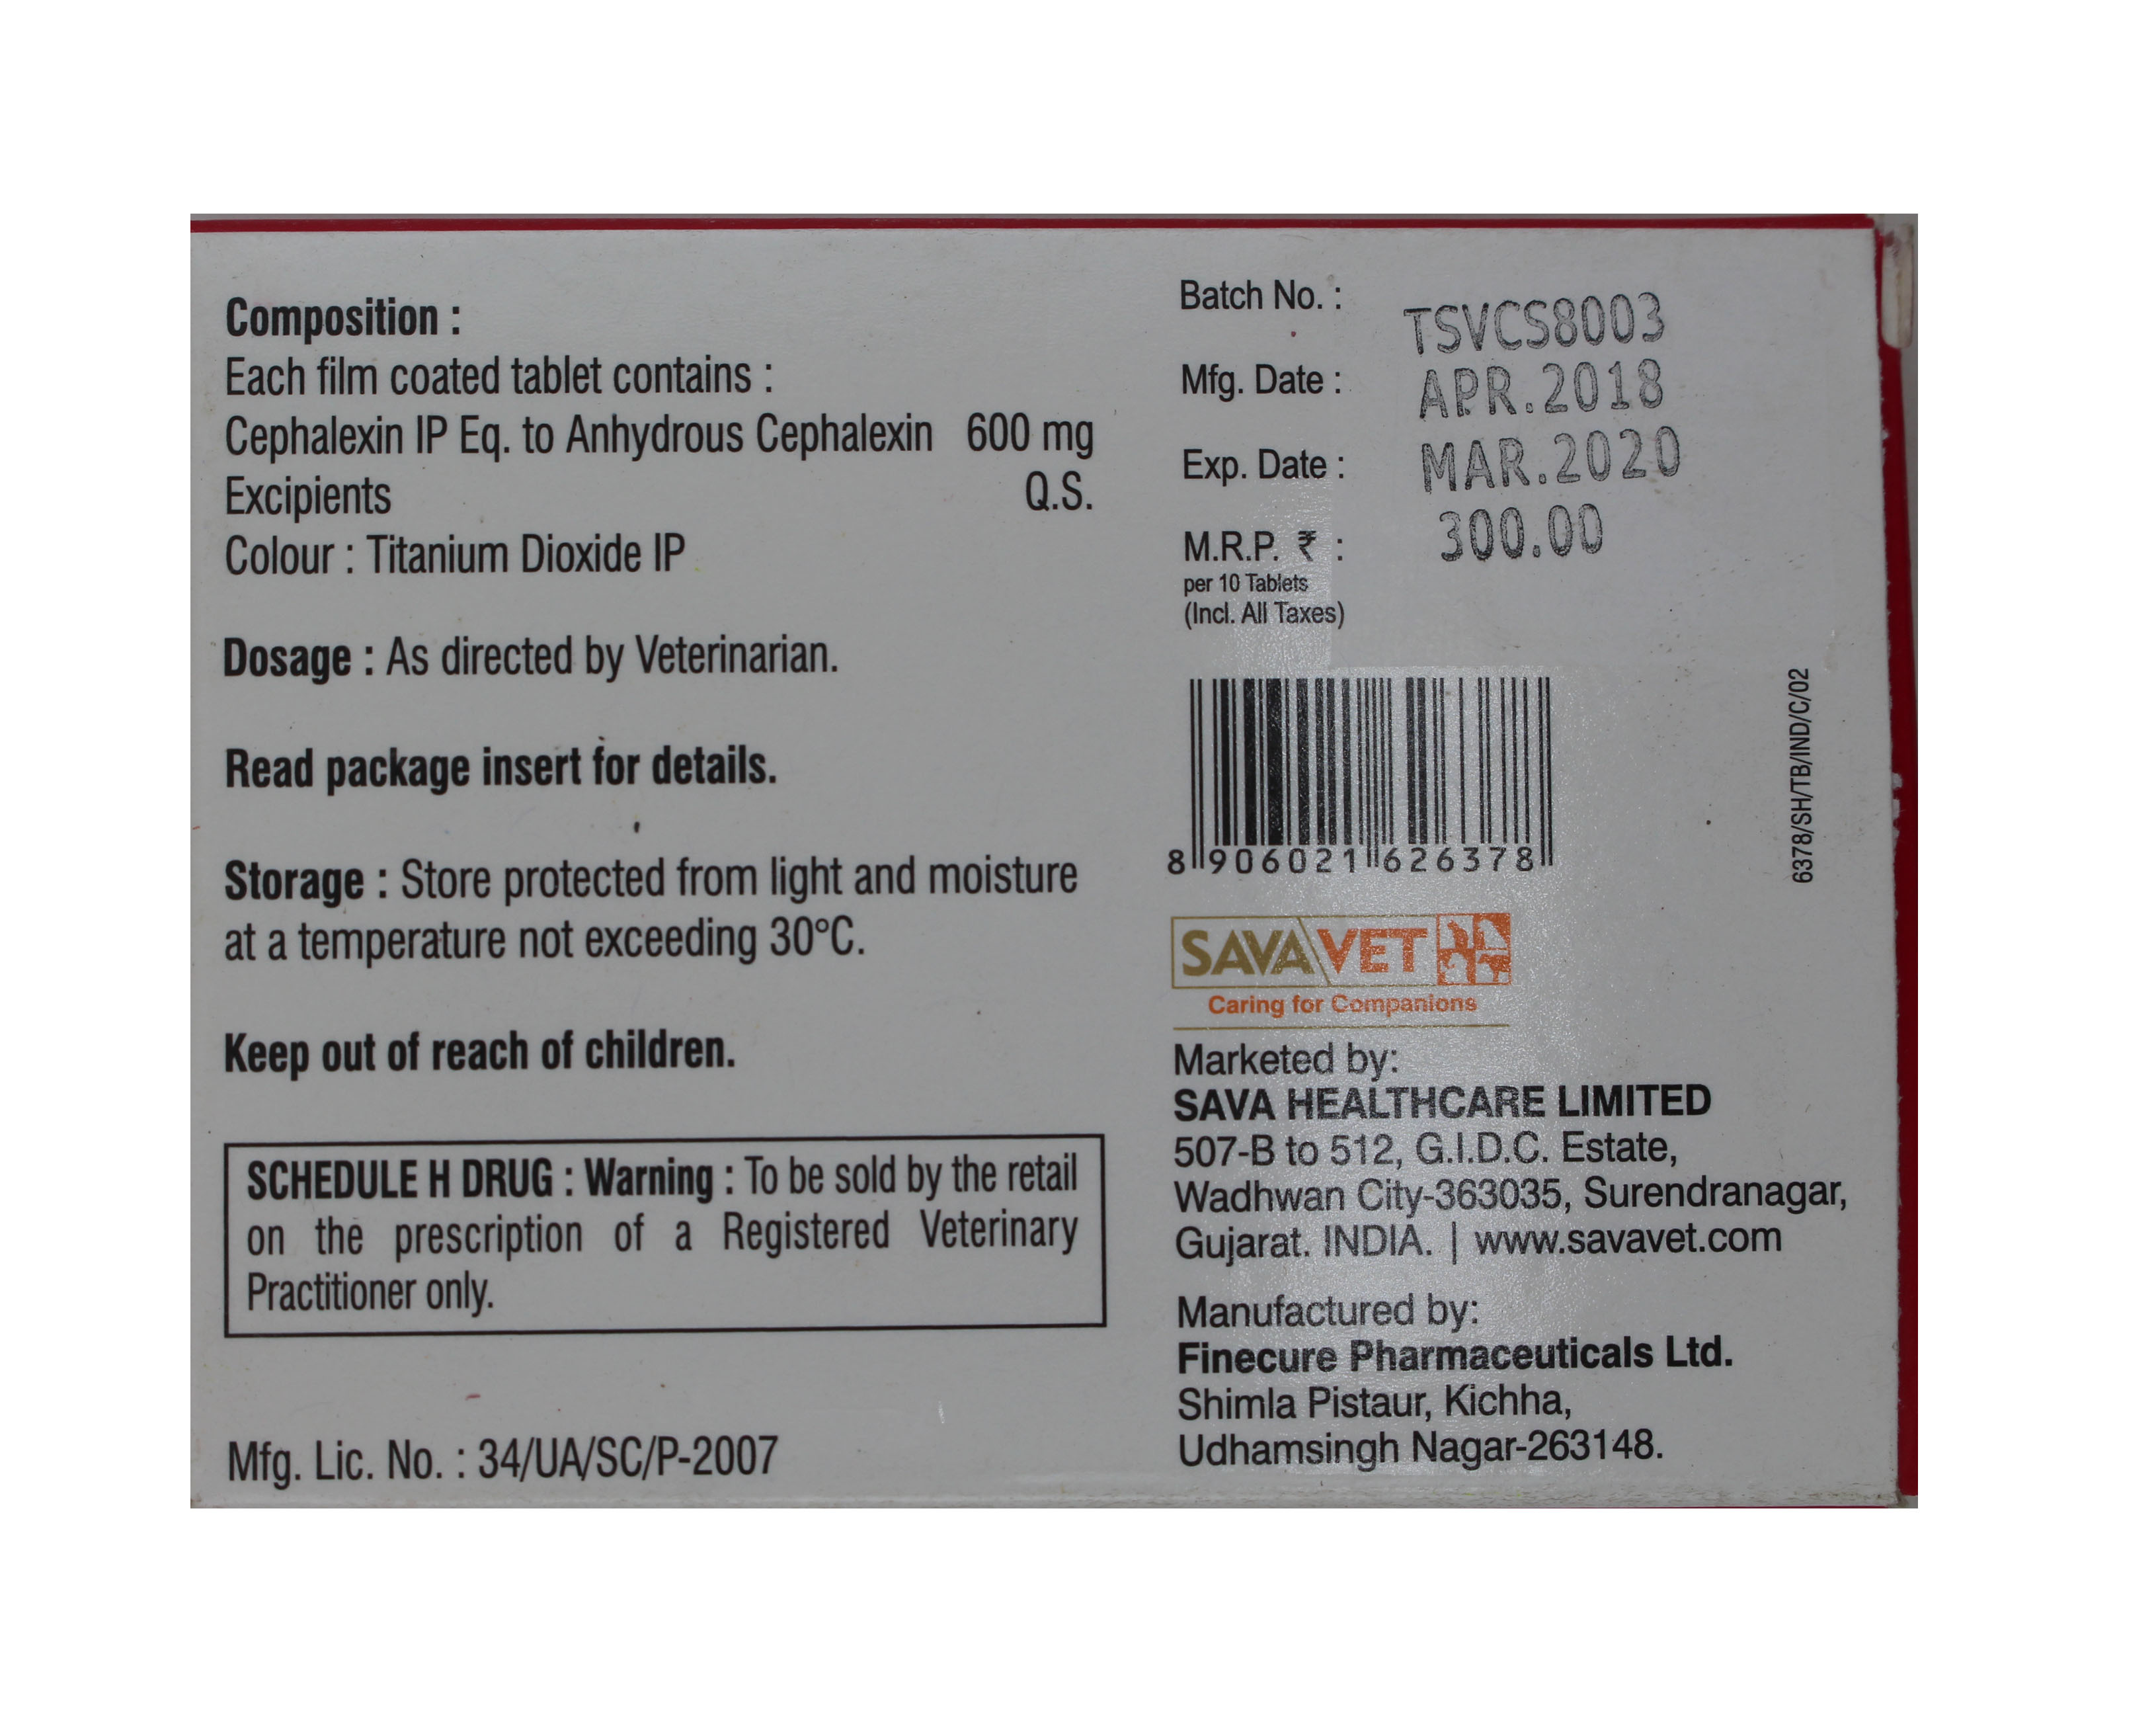 Composition :
Each film coated tablet contains :
Cephalexin IP Eq. to Anhydrous Cephalexin 600 mg
Excipients Q.S.
Colour : Titanium Dioxide IP
Dosage : As directed by Veterinarian.
Read package insert for details.
Storage : Store protected from light and moisture
at a temperature not exceeding 30°C.
Keep out of reach of children.
SCHEDULE H DRUG : Warning : To be sold by the retail
on the prescription of a Registered Veterinary
Practitioner only.
Mfg. Lic. No. : 34/UA/SC/P-2007
Batch No. : TSVCS8003
Mfg. Date : APR.2018
Exp. Date : MAR.2020
M.R.P. ₹ : 300.00
per 10 Tablets
(Incl. All Taxes)
8 906021 626378
6378/SH/TB/IND/C/02
SAVAVET
Caring for Companions
Marketed by:
SAVA HEALTHCARE LIMITED
507-B to 512, G.I.D.C. Estate,
Wadhwan City-363035, Surendranagar,
Gujarat. INDIA. | www.savavet.com
Manufactured by:
Finecure Pharmaceuticals Ltd.
Shimla Pistaur, Kichha,
Udhamsingh Nagar-263148.